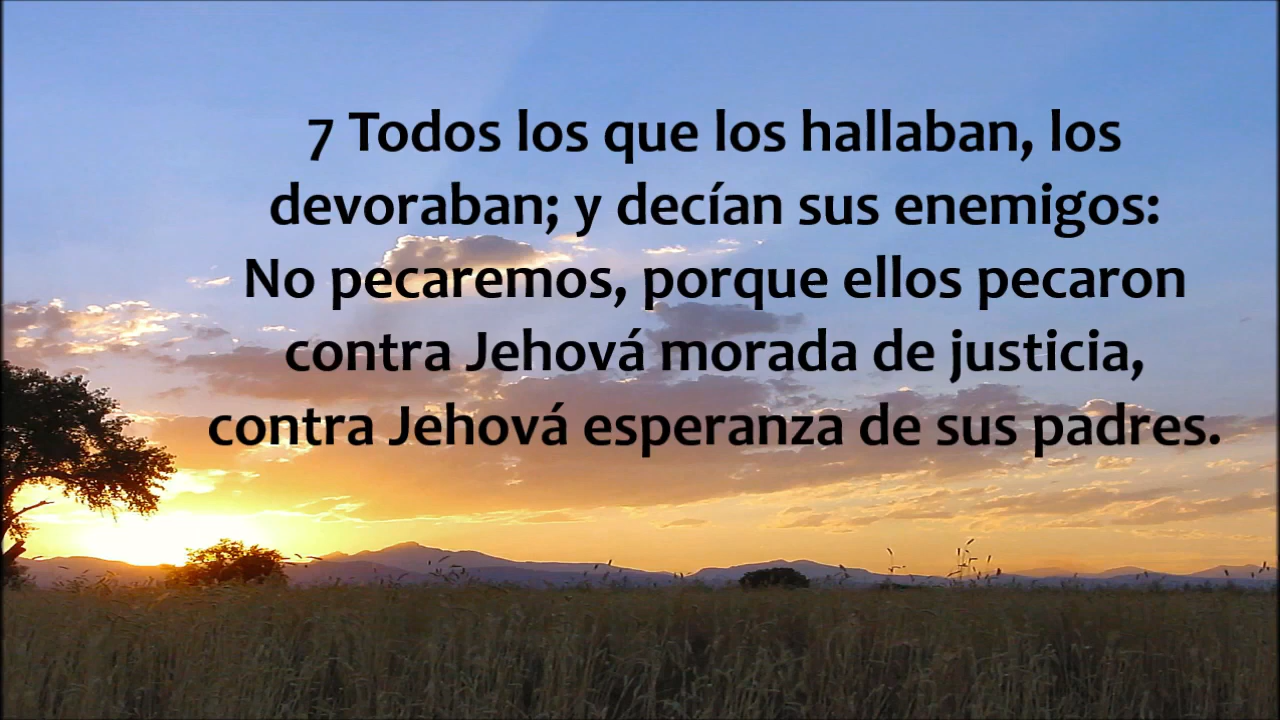 7 Todos los que los hallaban, los
devoraban; y decían sus enemigos:
No pecaremos, porque ellos pecaron
contra Jehová morada de justicia,
contra Jehová esperanza de sus padres.